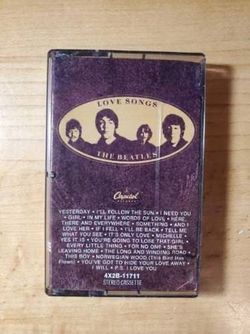 LOVE SONGS
THE BEATLES
Capitol
RECORDS
YESTERDAY • I'LL FOLLOW THE SUN • I NEED YOU
• GIRL • IN MY LIFE • WORDS OF LOVE • HERE,
THERE AND EVERYWHERE • SOMETHING • AND I
LOVE HER • IF I FELL • I'LL BE BACK • TELL ME
WHAT YOU SEE • IT'S ONLY LOVE • MICHELLE •
YES IT IS • YOU'RE GONNA LOSE THAT GIRL •
EVERY LITTLE THING • FOR NO ONE • SHE'S
LEAVING HOME • THE LONG AND WINDING ROAD
• THIS BOY • NORWEGIAN WOOD (This Bird Has
Flown) • YOU'VE GOT TO HIDE YOUR LOVE AWAY
• I WILL • P.S. I LOVE YOU
4X2B-11711
STEREO CASSETTE